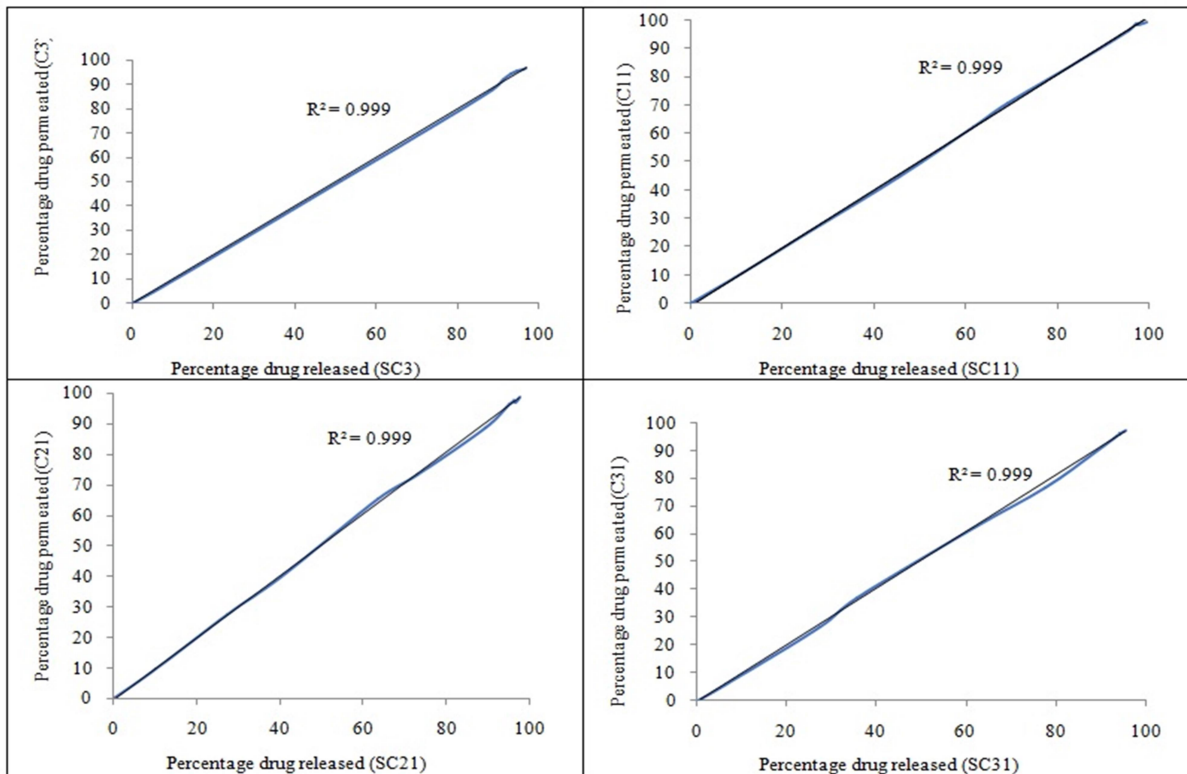 Percentage drug permeated (C3)
100
90
80
70
60
50
40
30
20
10
0
R² = 0.999
0 20 40 60 80 100
Percentage drug released (SC3)
Percentage drug permeated (C11)
100
90
80
70
60
50
40
30
20
10
0
R² = 0.999
0 20 40 60 80 100
Percentage drug released (SC11)
Percentage drug permeated (C21)
100
90
80
70
60
50
40
30
20
10
0
R² = 0.999
0 20 40 60 80 100
Percentage drug released (SC21)
Percentage drug permeated (C31)
100
90
80
70
60
50
40
30
20
10
0
R² = 0.999
0 20 40 60 80 100
Percentage drug released (SC31)